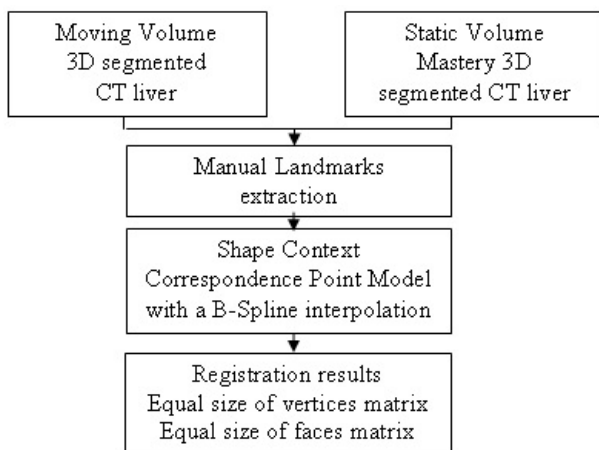 Moving Volume
3D segmented
CT liver
Static Volume
Mastery 3D
segmented CT liver
Manual Landmarks
extraction
Shape Context
Correspondence Point Model
with a B-Spline interpolation
Registration results
Equal size of vertices matrix
Equal size of faces matrix